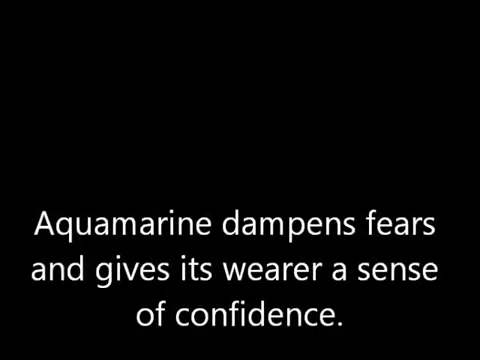 Aquamarine dampens fears
and gives its wearer a sense
of confidence.